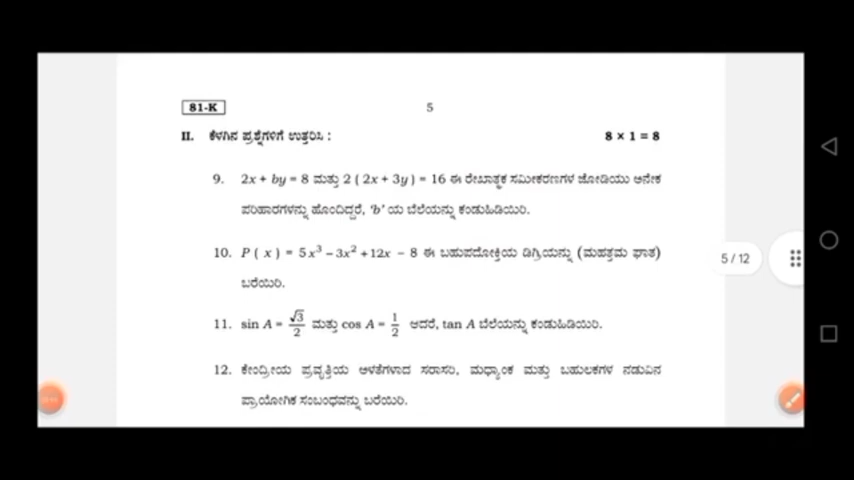 81-K
5
II. ಕೆಳಗಿನ ಪ್ರಶ್ನೆಗಳಿಗೆ ಉತ್ತರಿಸಿ : 8 × 1 = 8
9. 2x + by = 8 ಮತ್ತು 2 ( 2x + 3y ) = 16 ಈ ರೇಖಾತ್ಮಕ ಸಮೀಕರಣಗಳ ಜೋಡಿಯು ಅನೇಕ
ಪರಿಹಾರಗಳನ್ನು ಹೊಂದಿದ್ದರೆ, 'b' ಯ ಬೆಲೆಯನ್ನು ಕಂಡುಹಿಡಿಯಿರಿ.
10. P ( x ) = 5x³ – 3x² + 12x – 8 ಈ ಬಹುಪದೋಕ್ತಿಯ ಡಿಗ್ರಿಯನ್ನು (ಮಹತ್ತಮ ಘಾತ)
ಬರೆಯಿರಿ.
11. sin A = √3/2 ಮತ್ತು cos A = 1/2 ಆದರೆ, tan A ಬೆಲೆಯನ್ನು ಕಂಡುಹಿಡಿಯಿರಿ.
12. ಕೇಂದ್ರೀಯ ಪ್ರವೃತ್ತಿಯ ಅಳತೆಗಳಾದ ಸರಾಸರಿ, ಮಧ್ಯಾಂಕ ಮತ್ತು ಬಹುಲಕಗಳ ನಡುವಿನ
ಪ್ರಾಯೋಗಿಕ ಸಂಬಂಧವನ್ನು ಬರೆಯಿರಿ.
5 / 12